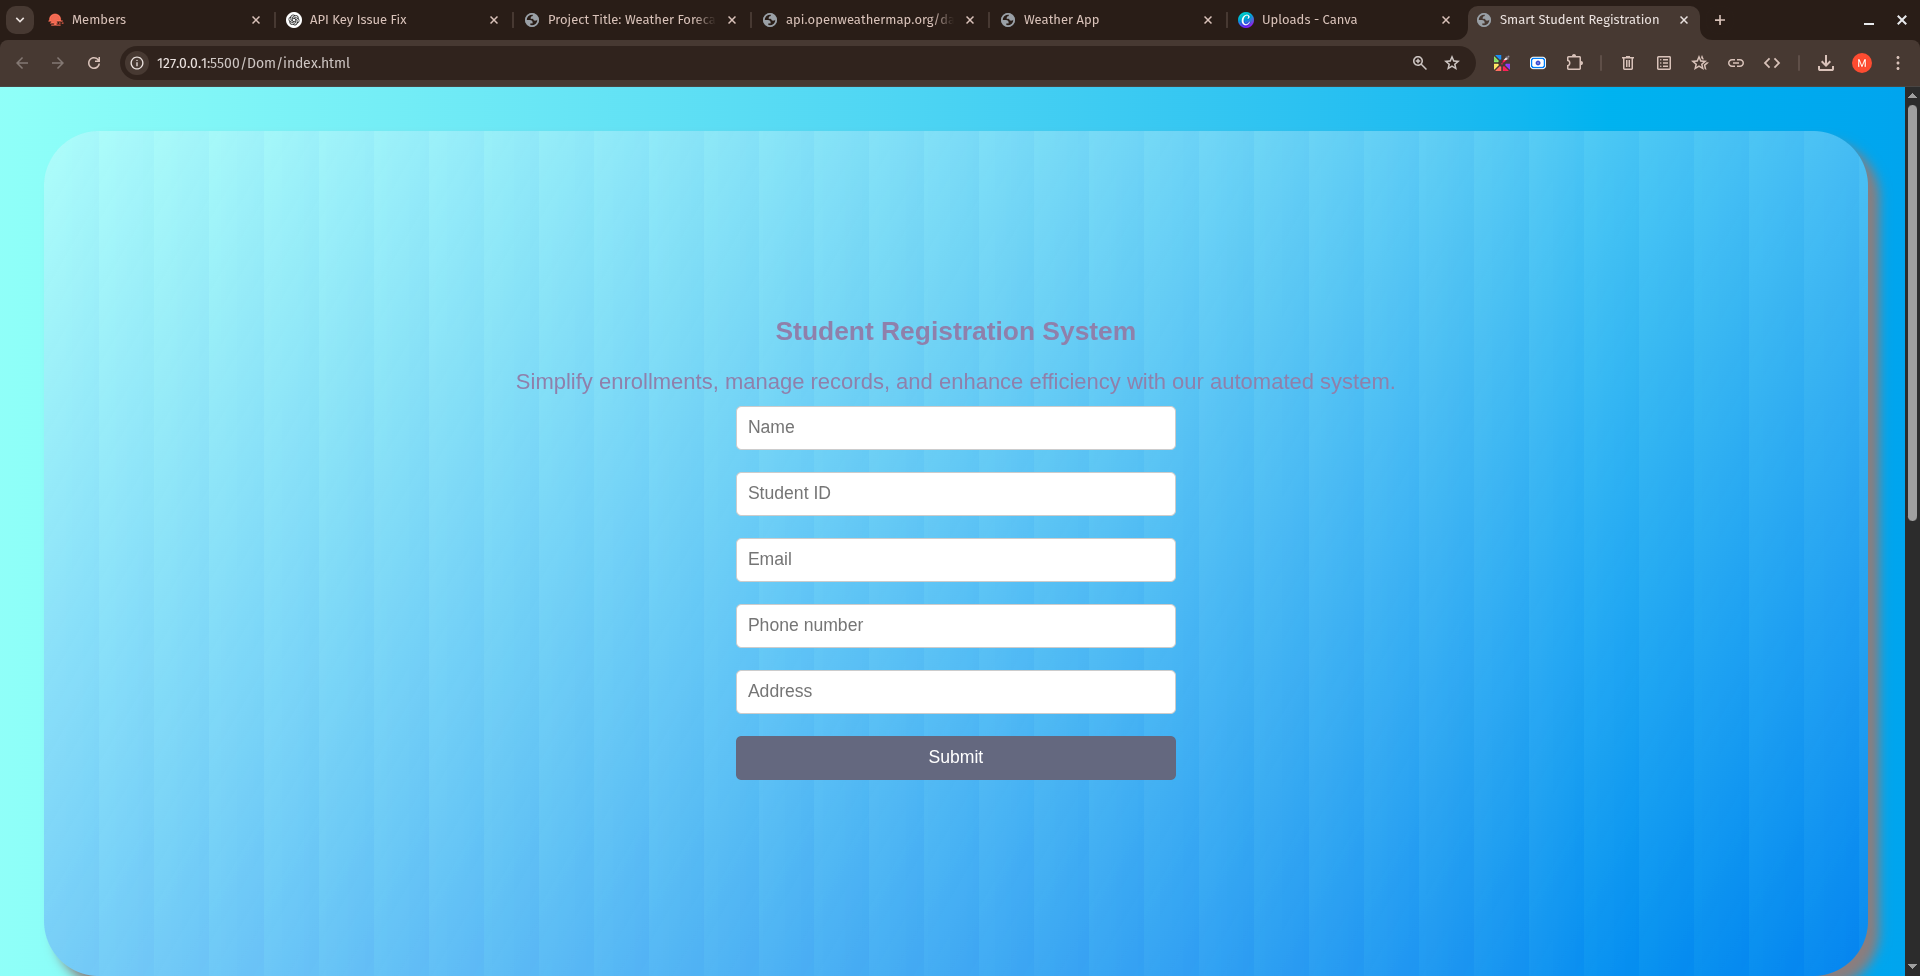 Members
API Key Issue Fix
Project Title: Weather Foreca
api.openweathermap.org/da
Weather App
Uploads - Canva
Smart Student Registration
127.0.0.1:5500/Dom/index.html
M
Student Registration System
Simplify enrollments, manage records, and enhance efficiency with our automated system.
Name
Student ID
Email
Phone number
Address
Submit